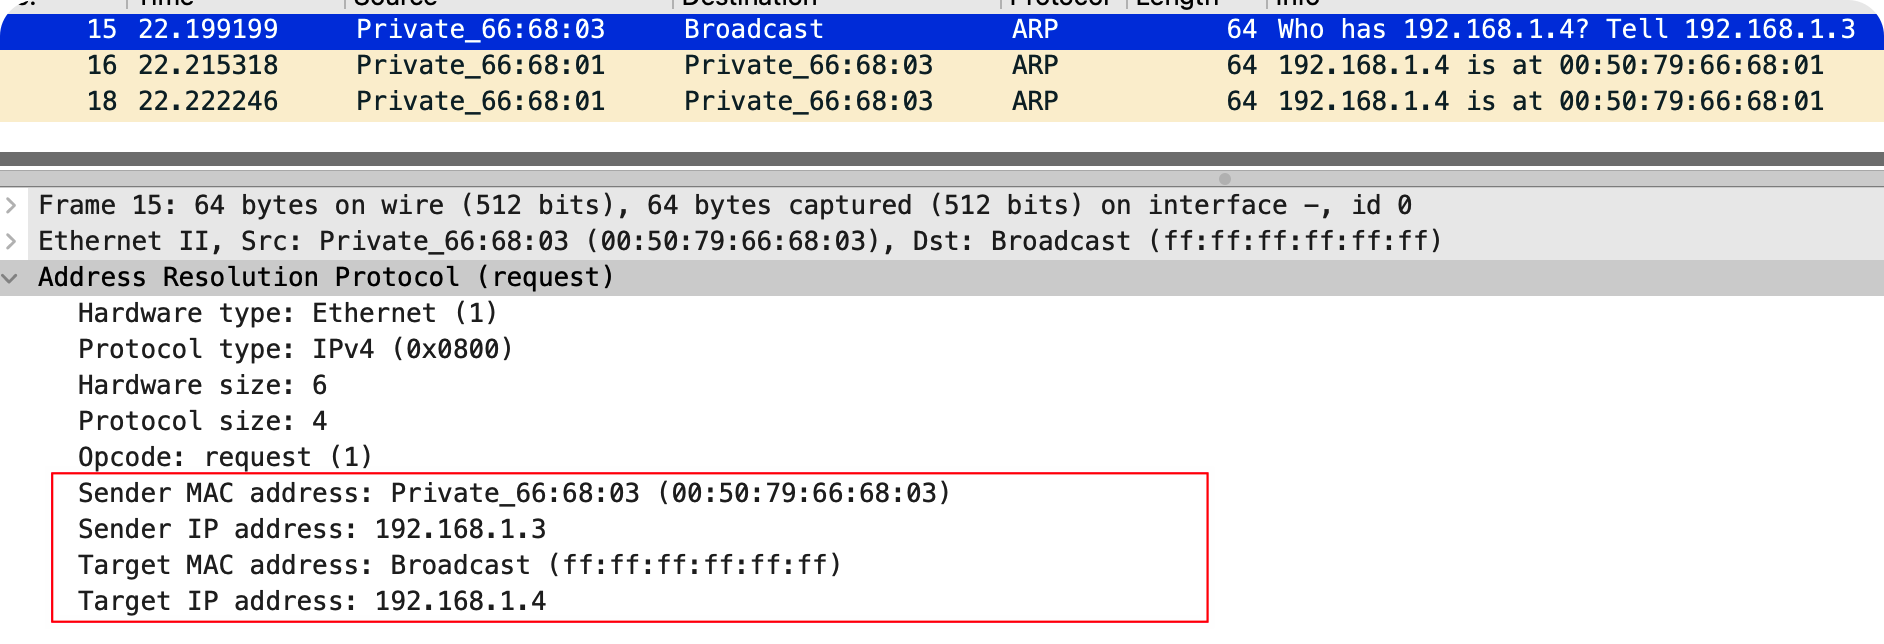 Time Source Destination Protocol Length Info
15 22.199199 Private_66:68:03 Broadcast ARP 64 Who has 192.168.1.4? Tell 192.168.1.3
16 22.215318 Private_66:68:01 Private_66:68:03 ARP 64 192.168.1.4 is at 00:50:79:66:68:01
18 22.222246 Private_66:68:01 Private_66:68:03 ARP 64 192.168.1.4 is at 00:50:79:66:68:01
Frame 15: 64 bytes on wire (512 bits), 64 bytes captured (512 bits) on interface -, id 0
Ethernet II, Src: Private_66:68:03 (00:50:79:66:68:03), Dst: Broadcast (ff:ff:ff:ff:ff:ff)
Address Resolution Protocol (request)
Hardware type: Ethernet (1)
Protocol type: IPv4 (0x0800)
Hardware size: 6
Protocol size: 4
Opcode: request (1)
Sender MAC address: Private_66:68:03 (00:50:79:66:68:03)
Sender IP address: 192.168.1.3
Target MAC address: Broadcast (ff:ff:ff:ff:ff:ff)
Target IP address: 192.168.1.4